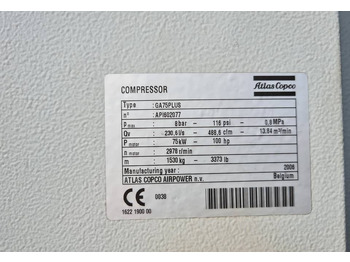 COMPRESSOR
Atlas Copco
Type : GA75PLUS
n° : API602077
P max : 8bar - 116 psi - 0,8 MPa
Qv : 230,6l/s - 488,6 cfm - 13,84 m³/min
P motor : 75kW - 100 hp
n motor : 2978 r/min
m : 1530 kg - 3373 lb
Manufacturing year : 2008
ATLAS COPCO AIRPOWER n.v. Belgium
CE 0038
1622 1900 00